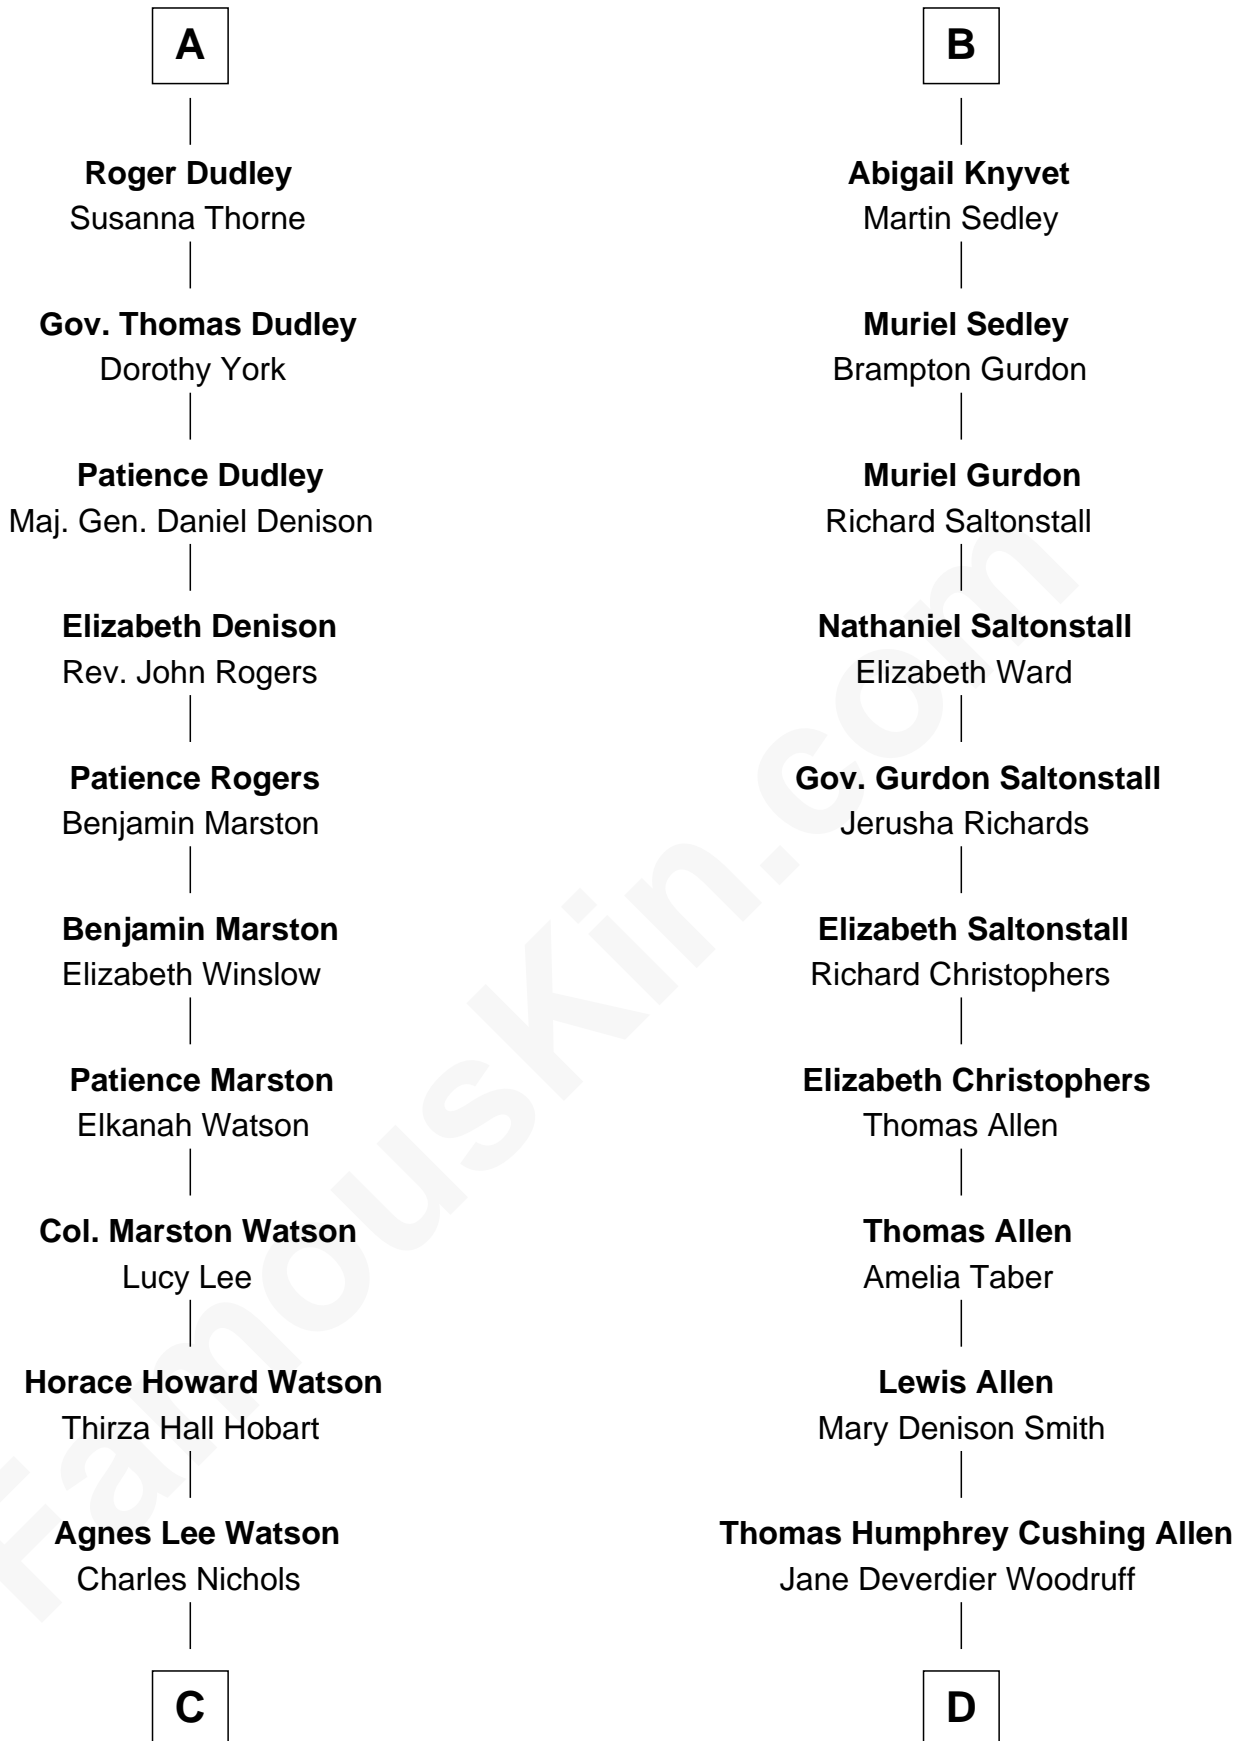 A
Roger Dudley
Susanna Thorne
Gov. Thomas Dudley
Dorothy York
Patience Dudley
Maj. Gen. Daniel Denison
Elizabeth Denison
Rev. John Rogers
Patience Rogers
Benjamin Marston
Benjamin Marston
Elizabeth Winslow
Patience Marston
Elkanah Watson
Col. Marston Watson
Lucy Lee
Horace Howard Watson
Thirza Hall Hobart
Agnes Lee Watson
Charles Nichols
C
B
Abigail Knyvet
Martin Sedley
Muriel Sedley
Brampton Gurdon
Muriel Gurdon
Richard Saltonstall
Nathaniel Saltonstall
Elizabeth Ward
Gov. Gurdon Saltonstall
Jerusha Richards
Elizabeth Saltonstall
Richard Christophers
Elizabeth Christophers
Thomas Allen
Thomas Allen
Amelia Taber
Lewis Allen
Mary Denison Smith
Thomas Humphrey Cushing Allen
Jane Deverdier Woodruff
D
FamousKin.com